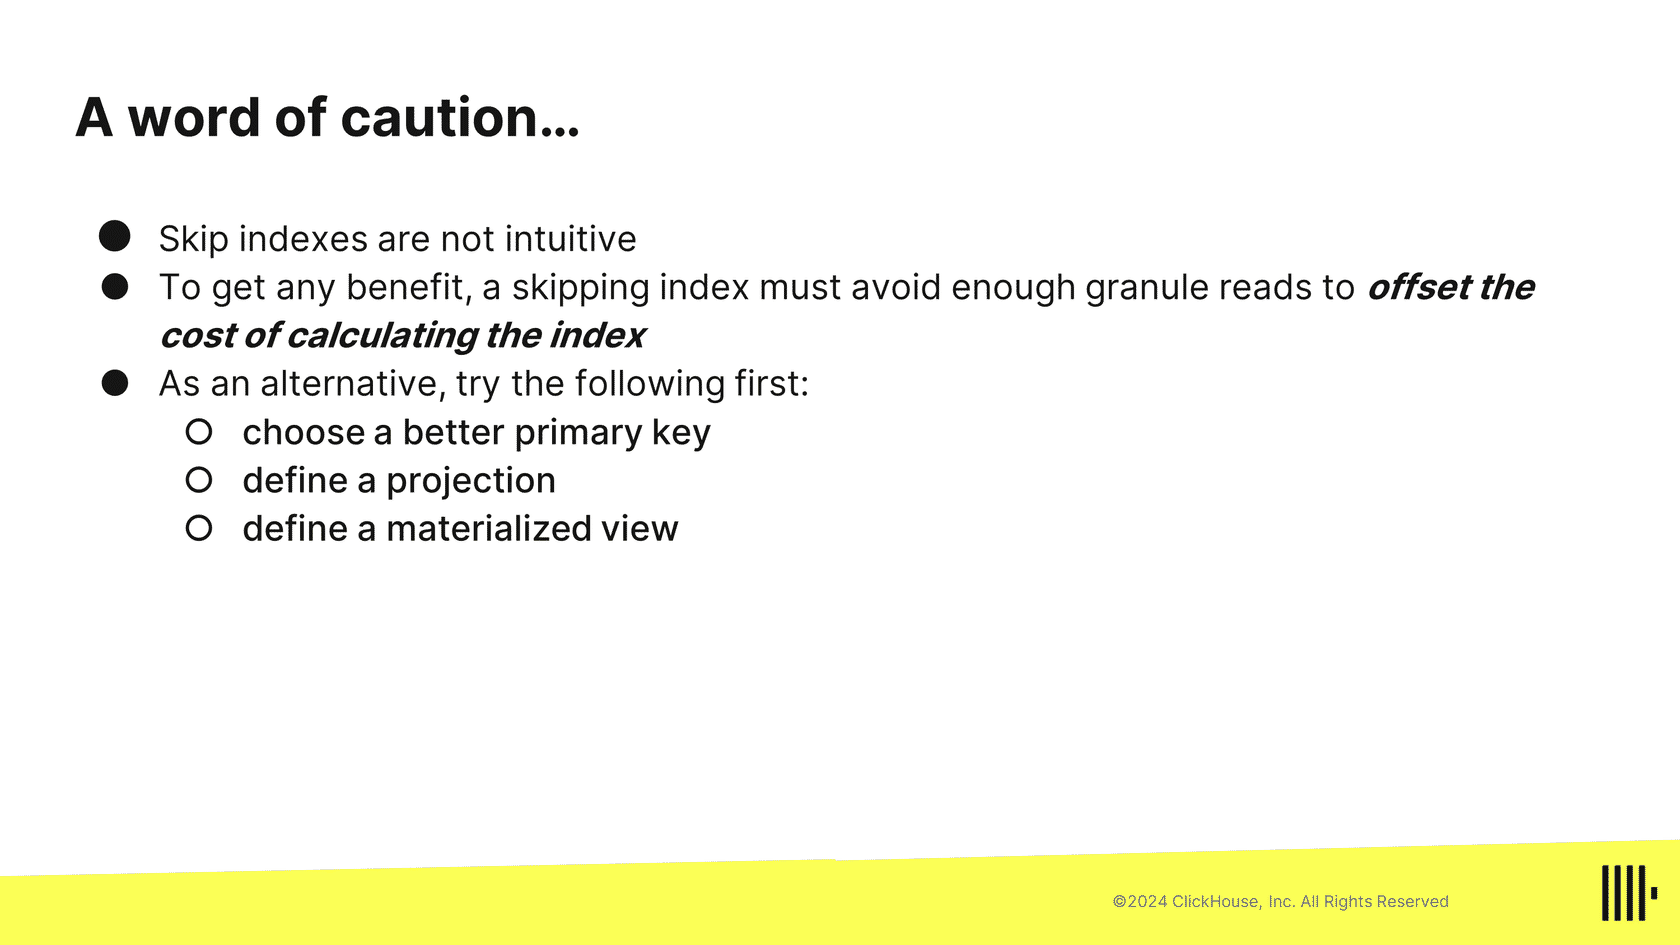 A word of caution...
● Skip indexes are not intuitive
● To get any benefit, a skipping index must avoid enough granule reads to offset the
cost of calculating the index
● As an alternative, try the following first:
○ choose a better primary key
○ define a projection
○ define a materialized view
©2024 ClickHouse, Inc. All Rights Reserved